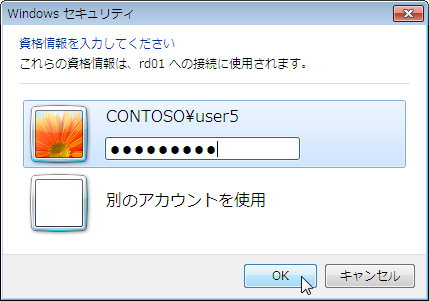 Windows セキュリティ
資格情報を入力してください
これらの資格情報は、rd01 への接続に使用されます。
CONTOSO¥user5
●●●●●●●●●
別のアカウントを使用
OK
キャンセル